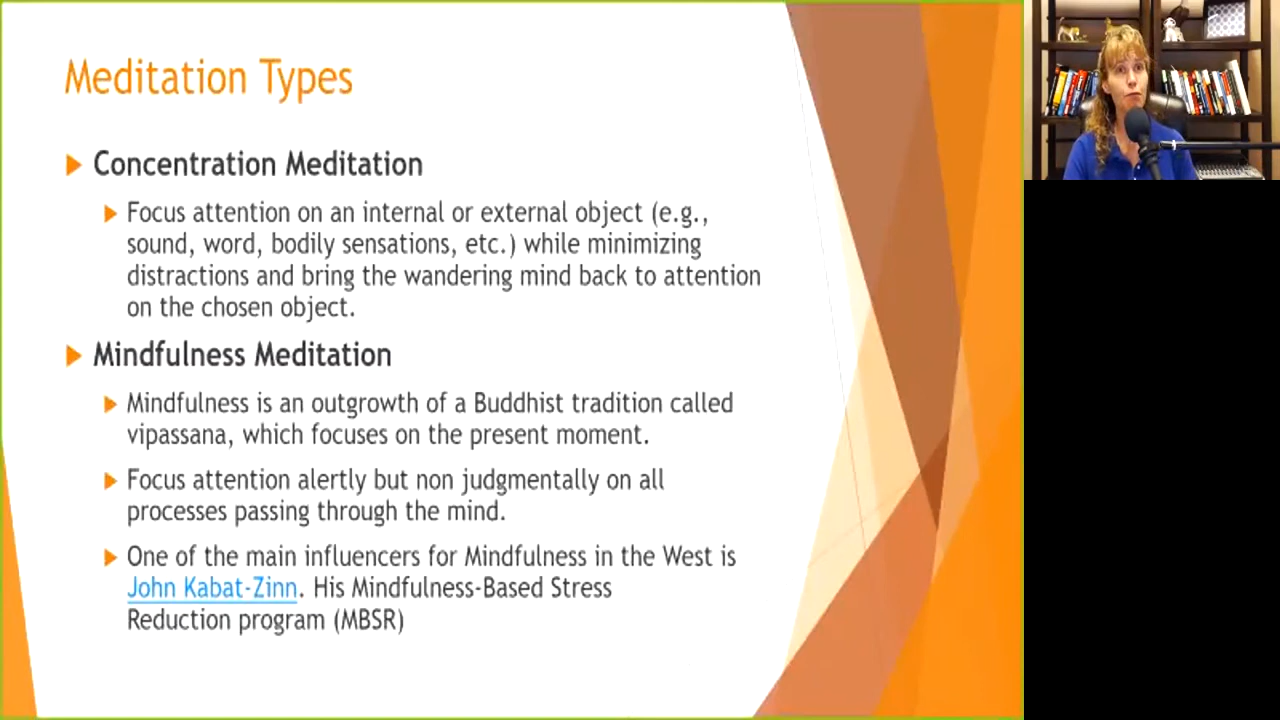 Meditation Types
Concentration Meditation
Focus attention on an internal or external object (e.g.,
sound, word, bodily sensations, etc.) while minimizing
distractions and bring the wandering mind back to attention
on the chosen object.
Mindfulness Meditation
Mindfulness is an outgrowth of a Buddhist tradition called
vipassana, which focuses on the present moment.
Focus attention alertly but non judgmentally on all
processes passing through the mind.
One of the main influencers for Mindfulness in the West is
John Kabat-Zinn. His Mindfulness-Based Stress
Reduction program (MBSR)